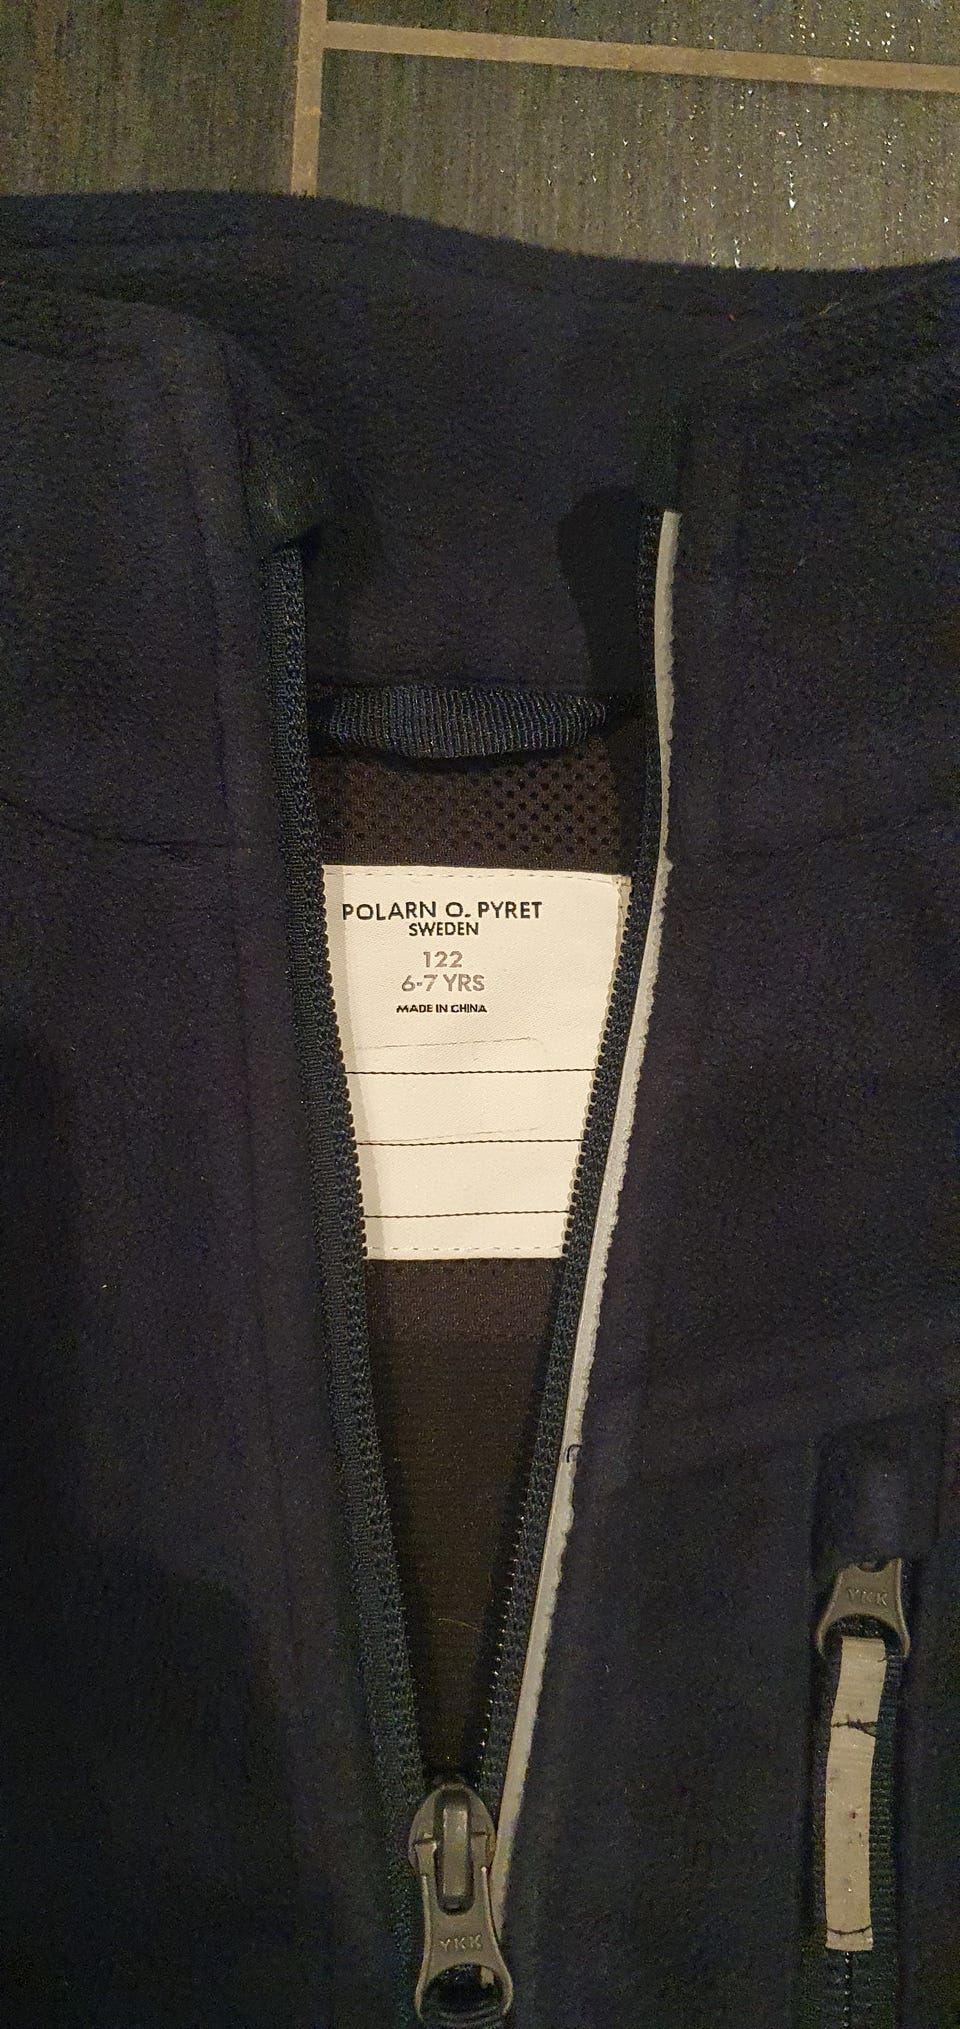 POLARN O. PYRET
SWEDEN
122
6-7 YRS
MADE IN CHINA
YKK
YKK